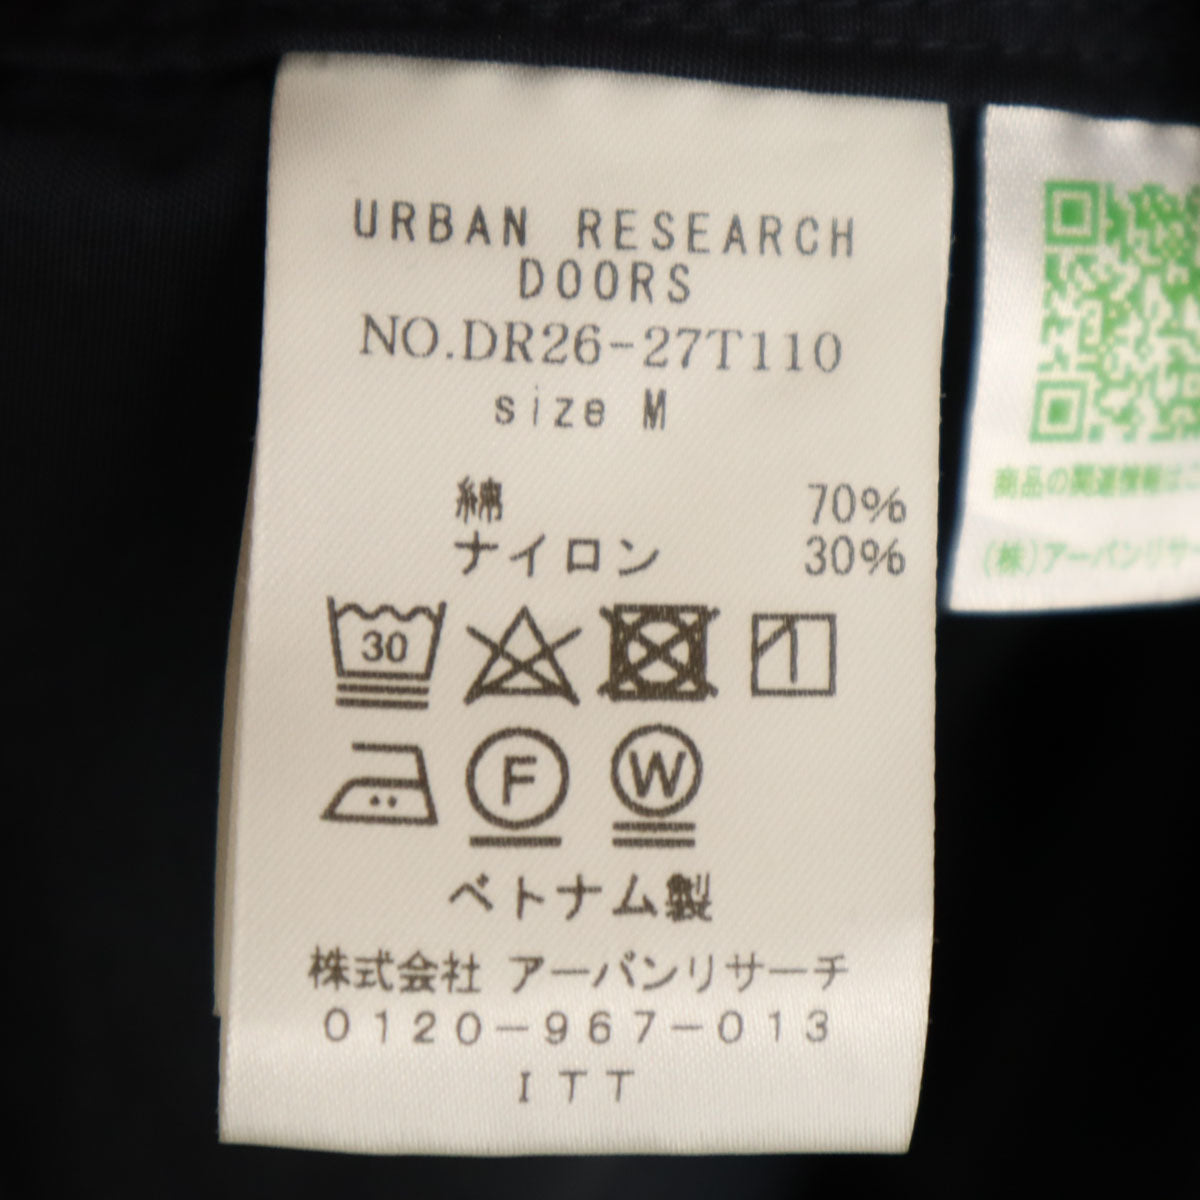 URBAN RESEARCH
DOORS
NO.DR26-27T110
size M
綿 70%
ナイロン 30%
30
F W
ベトナム製
株式会社 アーバンリサーチ
0120-967-013
ITT
商品の関連情報はこ
(株)アーバンリサー